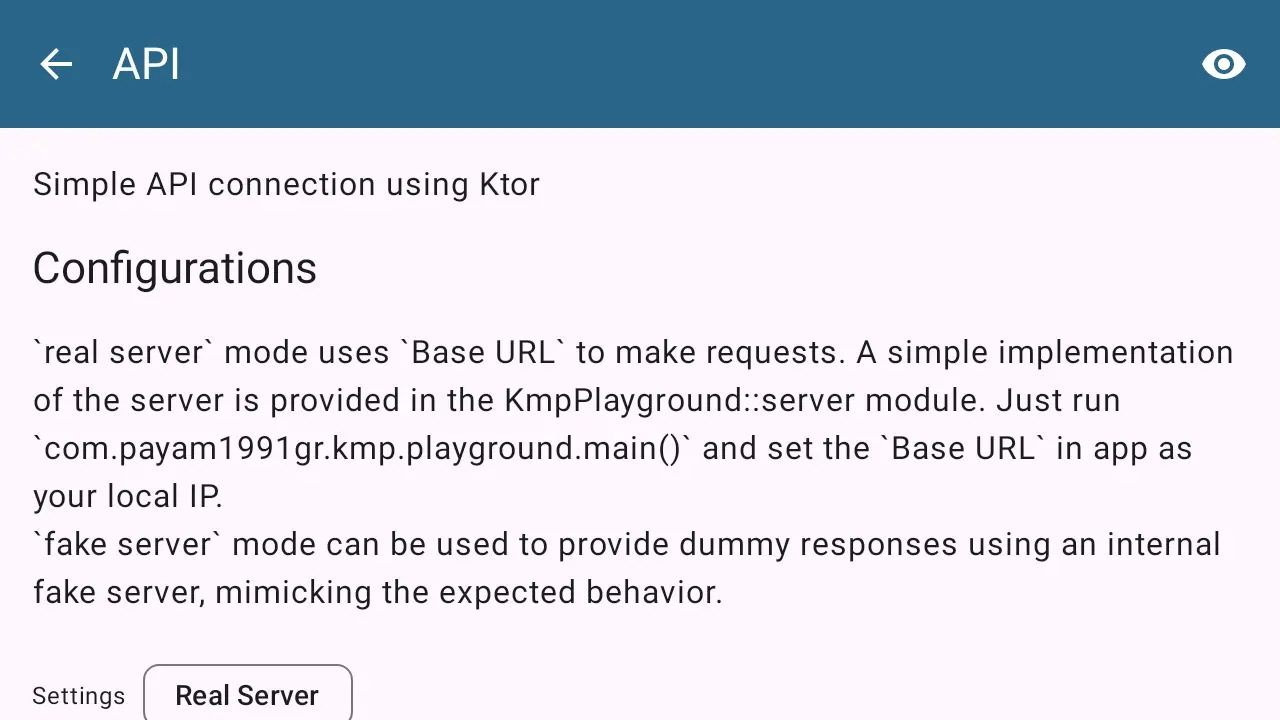 API
Simple API connection using Ktor
Configurations
`real server` mode uses `Base URL` to make requests. A simple implementation
of the server is provided in the KmpPlayground::server module. Just run
`com.payam1991gr.kmp.playground.main()` and set the `Base URL` in app as
your local IP.
`fake server` mode can be used to provide dummy responses using an internal
fake server, mimicking the expected behavior.
Settings Real Server